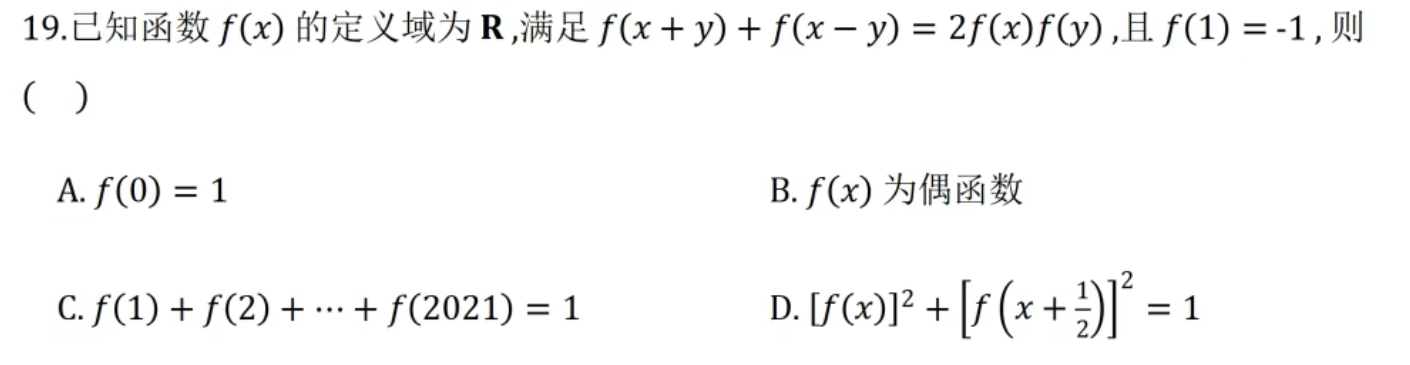 19.已知函数 f(x) 的定义域为 R,满足 f(x + y) + f(x − y) = 2f(x)f(y) ,且 f(1) = -1 , 则
( )
A. f(0) = 1 B. f(x) 为偶函数
C. f(1) + f(2) + ⋯ + f(2021) = 1 D. [f(x)]² + [f(x + 1/2)]² = 1